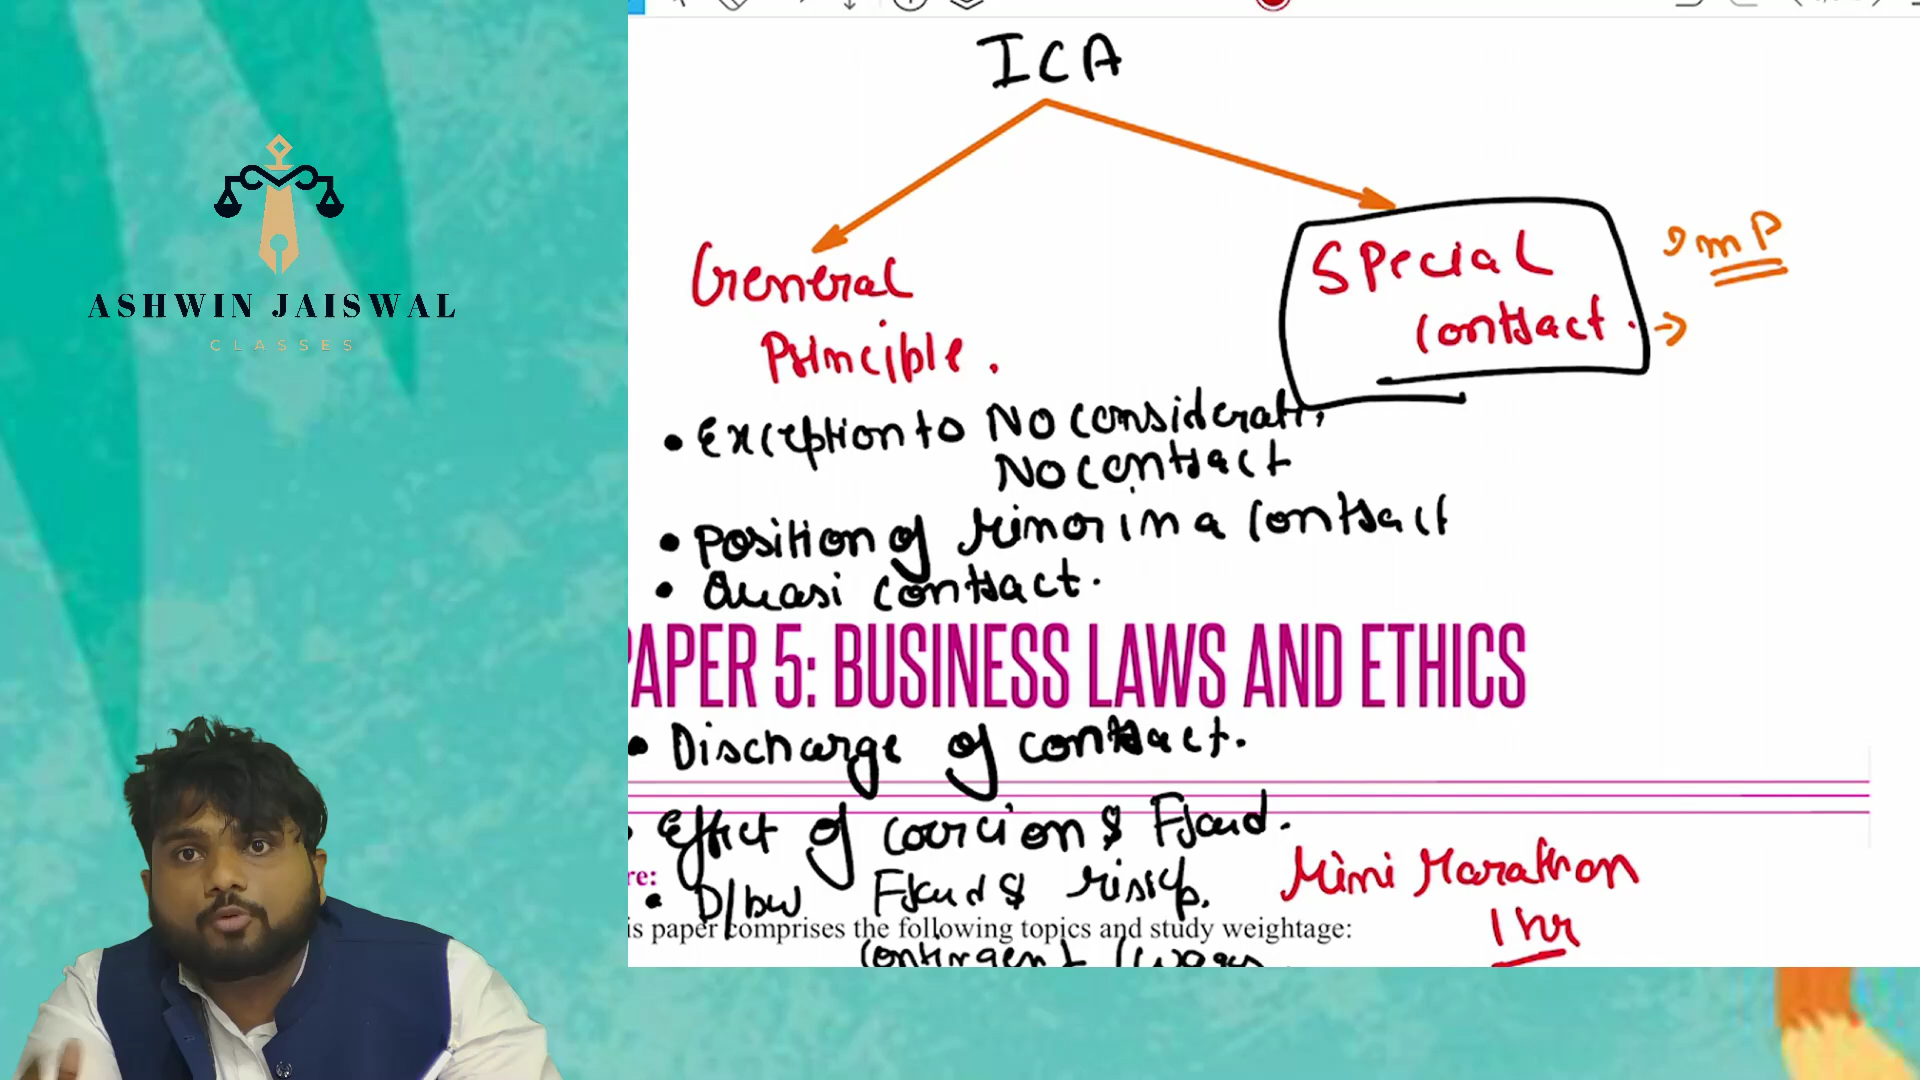 ASHWIN JAISWAL
CLASSES
ICA
General
Principle.
Special
Contract.
Imp
• Exception to No consideratn
No contract
• Position of Minor in a contract
• Quasi contract.
PAPER 5: BUSINESS LAWS AND ETHICS
• Discharge of contract.
• Effect of coercion & Fraud.
re:
• D/bw Fraud & Misrep.
Mini Marathon
1 hr
is paper comprises the following topics and study weightage:
Contingent